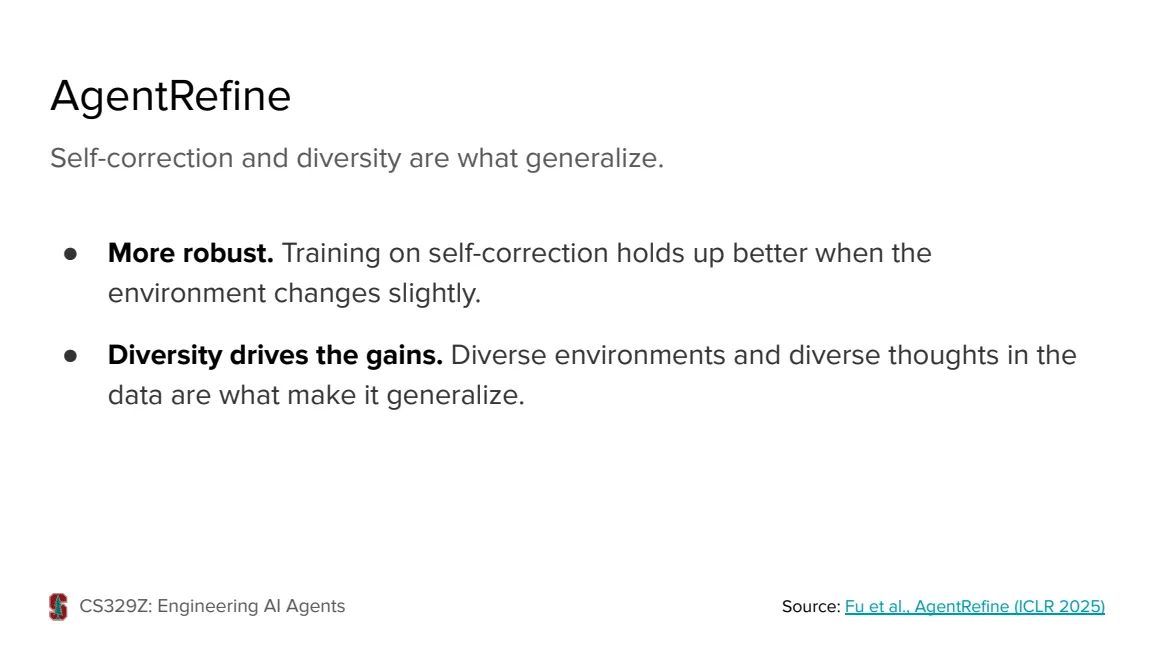 AgentRefine
Self-correction and diversity are what generalize.
● More robust. Training on self-correction holds up better when the
environment changes slightly.
● Diversity drives the gains. Diverse environments and diverse thoughts in the
data are what make it generalize.
CS329Z: Engineering AI Agents
Source: Fu et al., AgentRefine (ICLR 2025)